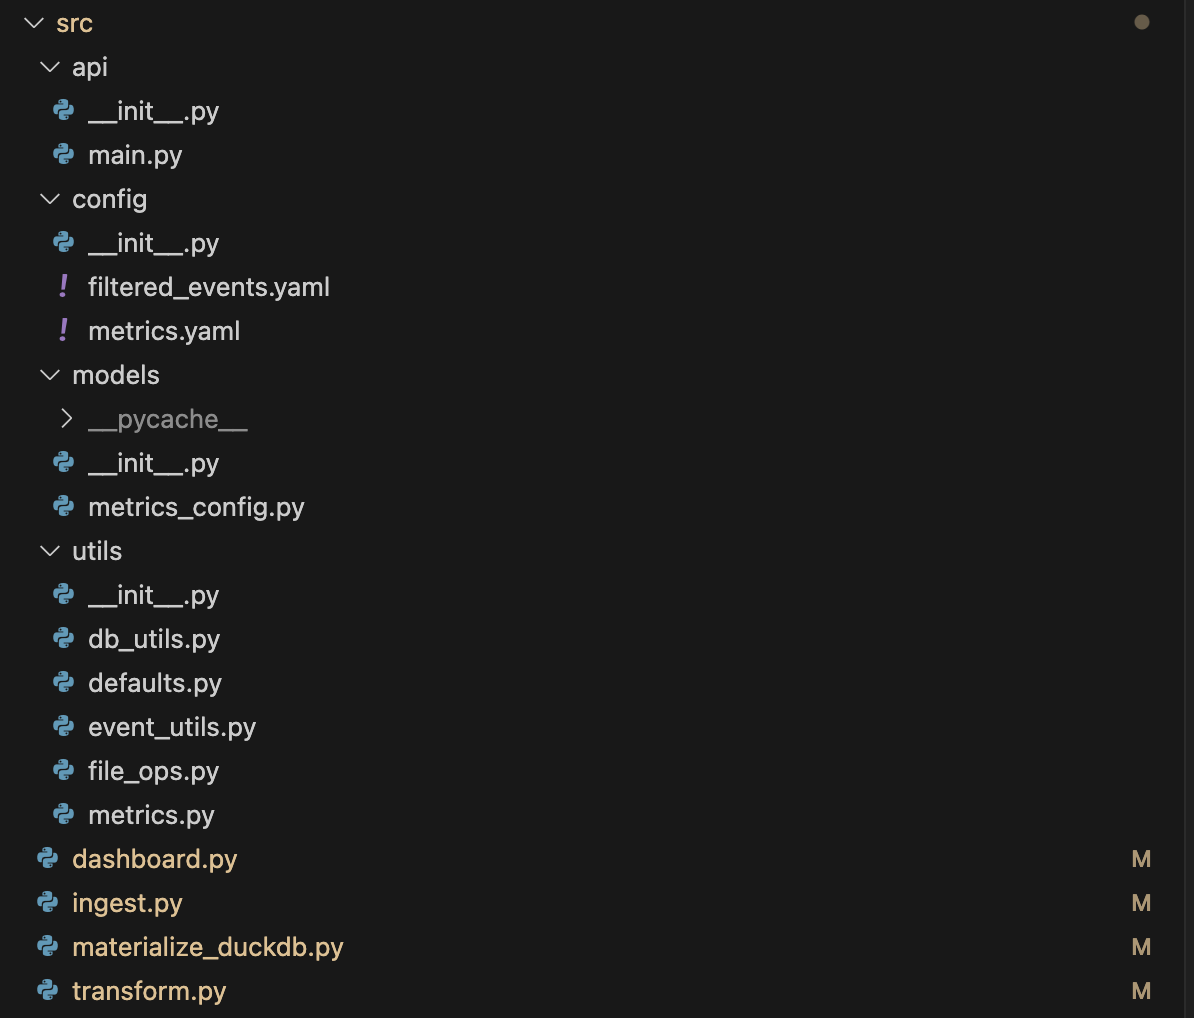 src
api
__init__.py
main.py
config
__init__.py
! filtered_events.yaml
! metrics.yaml
models
__pycache__
__init__.py
metrics_config.py
utils
__init__.py
db_utils.py
defaults.py
event_utils.py
file_ops.py
metrics.py
dashboard.py M
ingest.py M
materialize_duckdb.py M
transform.py M